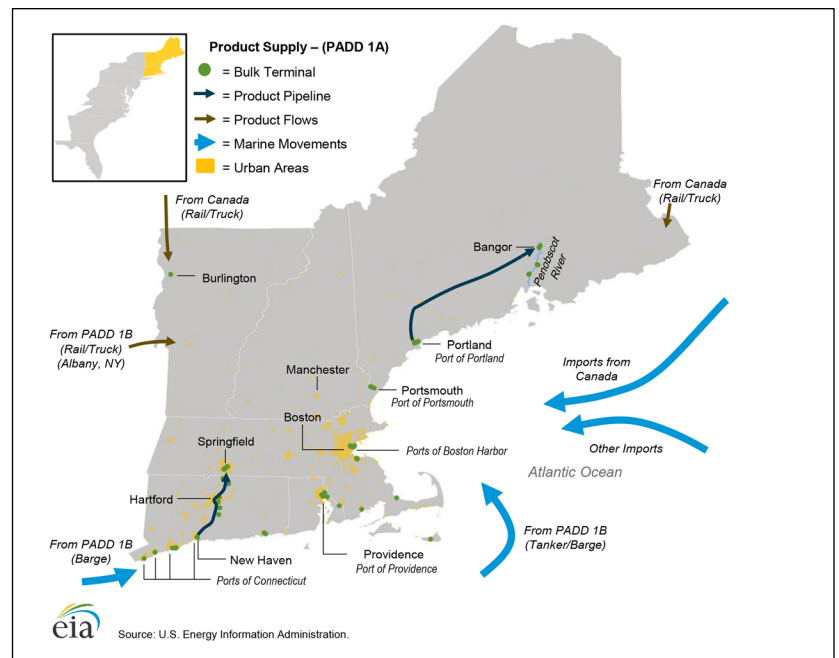 Product Supply – (PADD 1A)
= Bulk Terminal
= Product Pipeline
= Product Flows
= Marine Movements
= Urban Areas
From Canada
(Rail/Truck)
From Canada
(Rail/Truck)
Bangor
Penobscot
River
Burlington
From PADD 1B
(Rail/Truck)
(Albany, NY)
Portland
Port of Portland
Imports from
Canada
Manchester
Portsmouth
Port of Portsmouth
Boston
Springfield
Ports of Boston Harbor
Other Imports
Atlantic Ocean
Hartford
From PADD 1B
(Tanker/Barge)
From PADD 1B
(Barge)
New Haven
Ports of Connecticut
Providence
Port of Providence
eia
Source: U.S. Energy Information Administration.